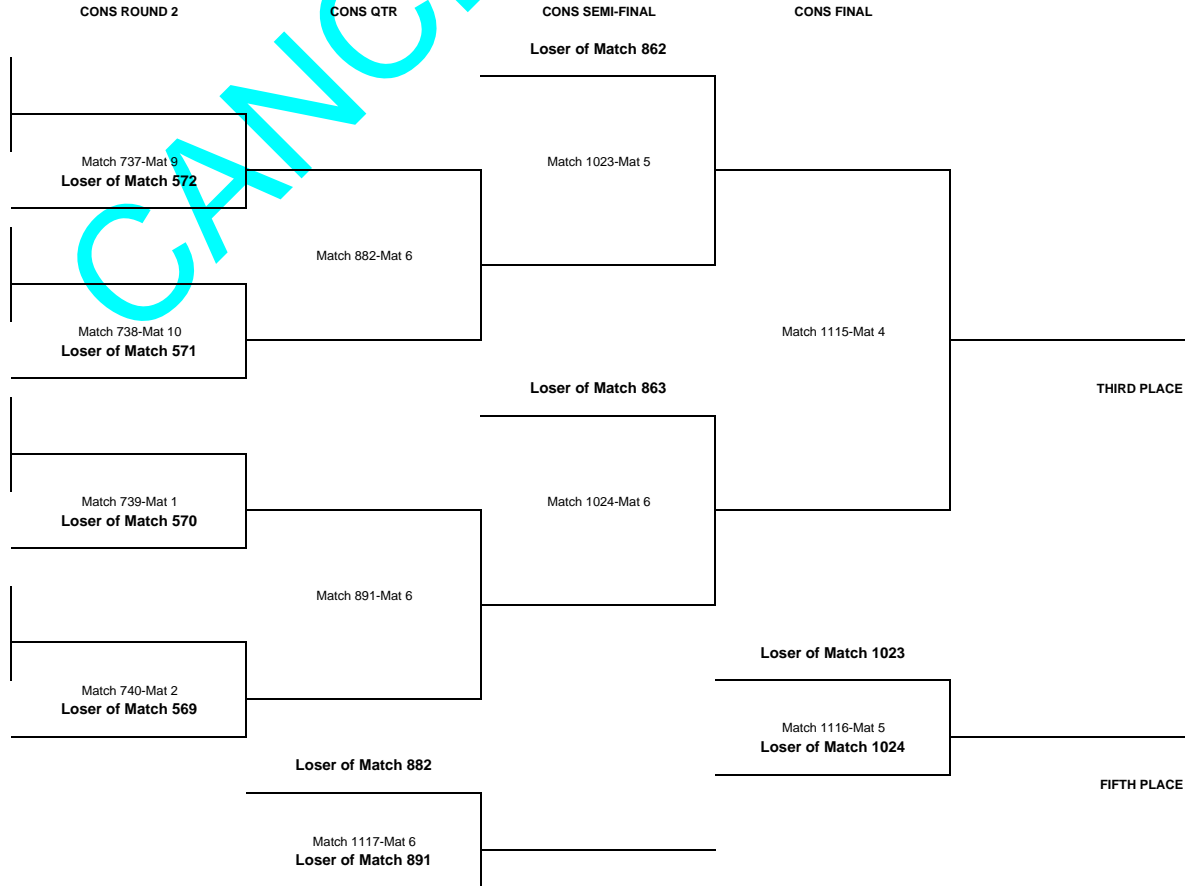 CONS ROUND 2
CONS QTR
CONS SEMI-FINAL
CONS FINAL
Loser of Match 862
Match 737-Mat 9
Loser of Match 572
Match 1023-Mat 5
Match 882-Mat 6
Match 738-Mat 10
Loser of Match 571
Match 1115-Mat 4
Loser of Match 863
THIRD PLACE
Match 739-Mat 1
Loser of Match 570
Match 1024-Mat 6
Match 891-Mat 6
Loser of Match 1023
Match 740-Mat 2
Loser of Match 569
Match 1116-Mat 5
Loser of Match 1024
Loser of Match 882
FIFTH PLACE
Match 1117-Mat 6
Loser of Match 891
CANC